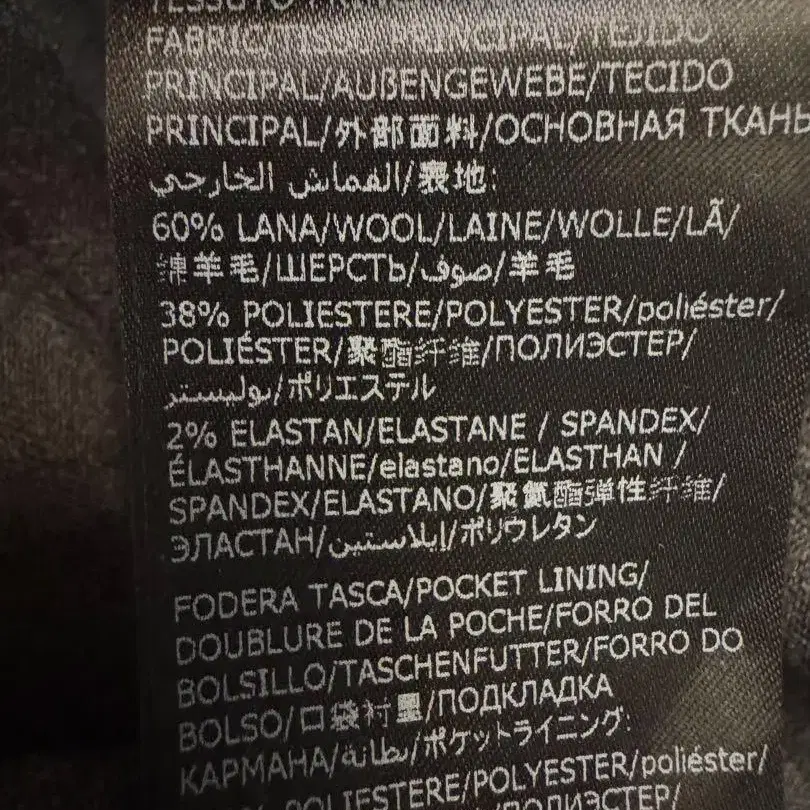 TESSUTO PRINCIPALE
FABRIC/TISSU PRINCIPAL/TEJIDO
PRINCIPAL/AUßENGEWEBE/TECIDO
PRINCIPAL/外部面料/ОСНОВНАЯ ТКАНЬ
القماش الخارجي/表地:
60% LANA/WOOL/LAINE/WOLLE/LÃ/
绵羊毛/ШЕРСТЬ/صوف/羊毛
38% POLIESTERE/POLYESTER/poliéster/
POLIÉSTER/聚酯纤维/ПОЛИЭСТЕР/
بوليستر/ポリエステル
2% ELASTAN/ELASTANE / SPANDEX/
ÉLASTHANNE/elastano/ELASTHAN /
SPANDEX/ELASTANO/聚氨酯弹性纤维/
ЭЛАСТАН/إيلاستين/ポリウレタン
FODERA TASCA/POCKET LINING/
DOUBLURE DE LA POCHE/FORRO DEL
BOLSILLO/TASCHENFUTTER/FORRO DO
BOLSO/口袋衬里/ПОДКЛАДКА
КАРМАНА/بطانة/ポケットライニング:
POLIESTERE/POLYESTER/poliéster/